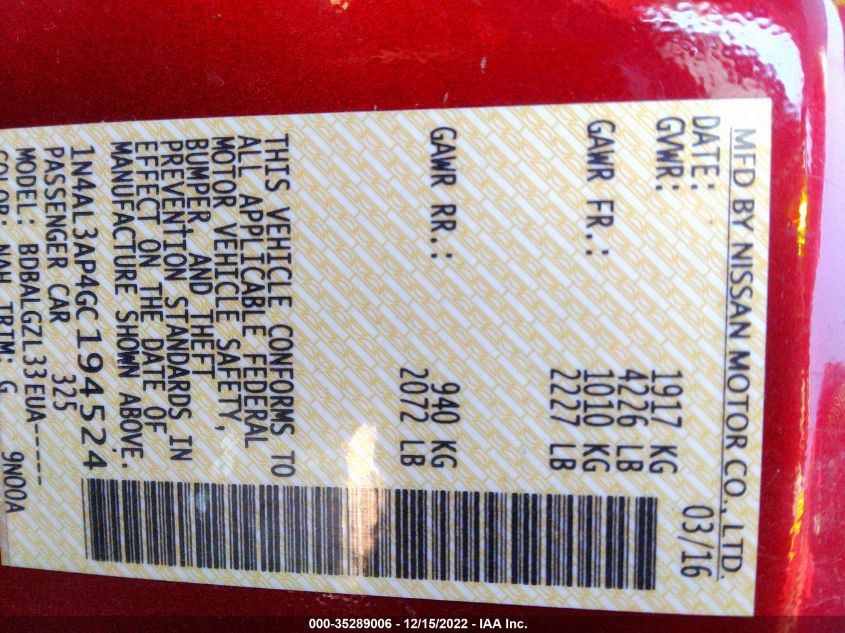 MFD BY NISSAN MOTOR CO., LTD.
DATE: 03/16
GVWR: 1917 KG
4226 LB
GAWR FR.: 1010 KG
2227 LB
GAWR RR.: 940 KG
2072 LB
THIS VEHICLE CONFORMS TO
ALL APPLICABLE FEDERAL
MOTOR VEHICLE SAFETY,
BUMPER, AND THEFT
PREVENTION STANDARDS IN
EFFECT ON THE DATE OF
MANUFACTURE SHOWN ABOVE.
1N4AL3AP4GC194524
PASSENGER CAR 325
MODEL: BDBALGZL33EUA----- 9N00A
COLOR: NAH TRIM: G
000-35289006 - 12/15/2022 - IAA Inc.